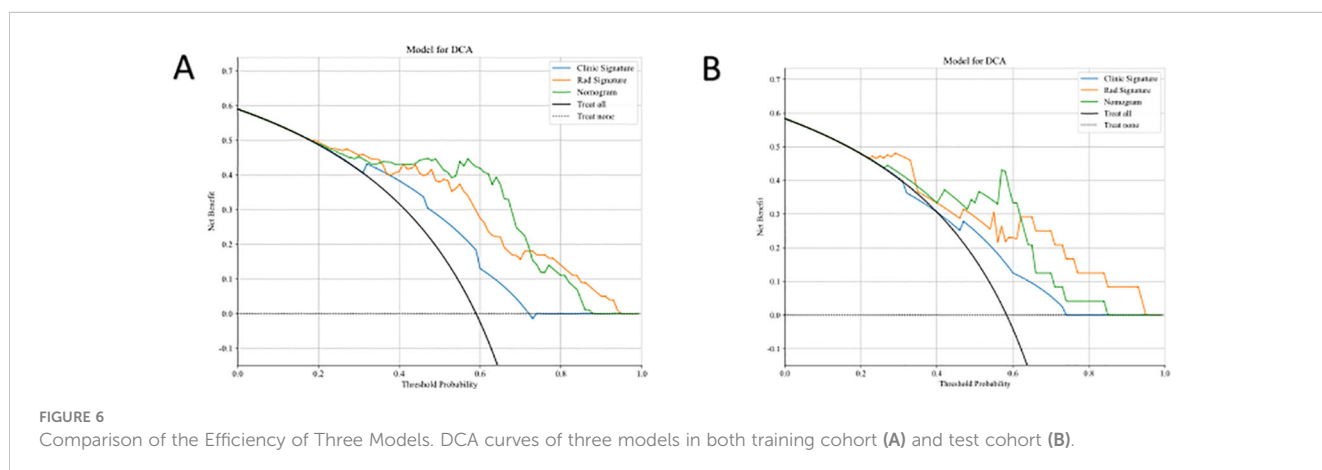 A
Model for DCA
Clinic Signature
Rad Signature
Nomogram
Treat all
Treat none
0.7
0.6
0.5
0.4
0.3
0.2
0.1
0.0
-0.1
Net Benefit
0.0 0.2 0.4 0.6 0.8 1.0
Threshold Probability
B
Model for DCA
Clinic Signature
Rad Signature
Nomogram
Treat all
Treat none
0.7
0.6
0.5
0.4
0.3
0.2
0.1
0.0
-0.1
Net Benefit
0.0 0.2 0.4 0.6 0.8 1.0
Threshold Probability
FIGURE 6
Comparison of the Efficiency of Three Models. DCA curves of three models in both training cohort (A) and test cohort (B).